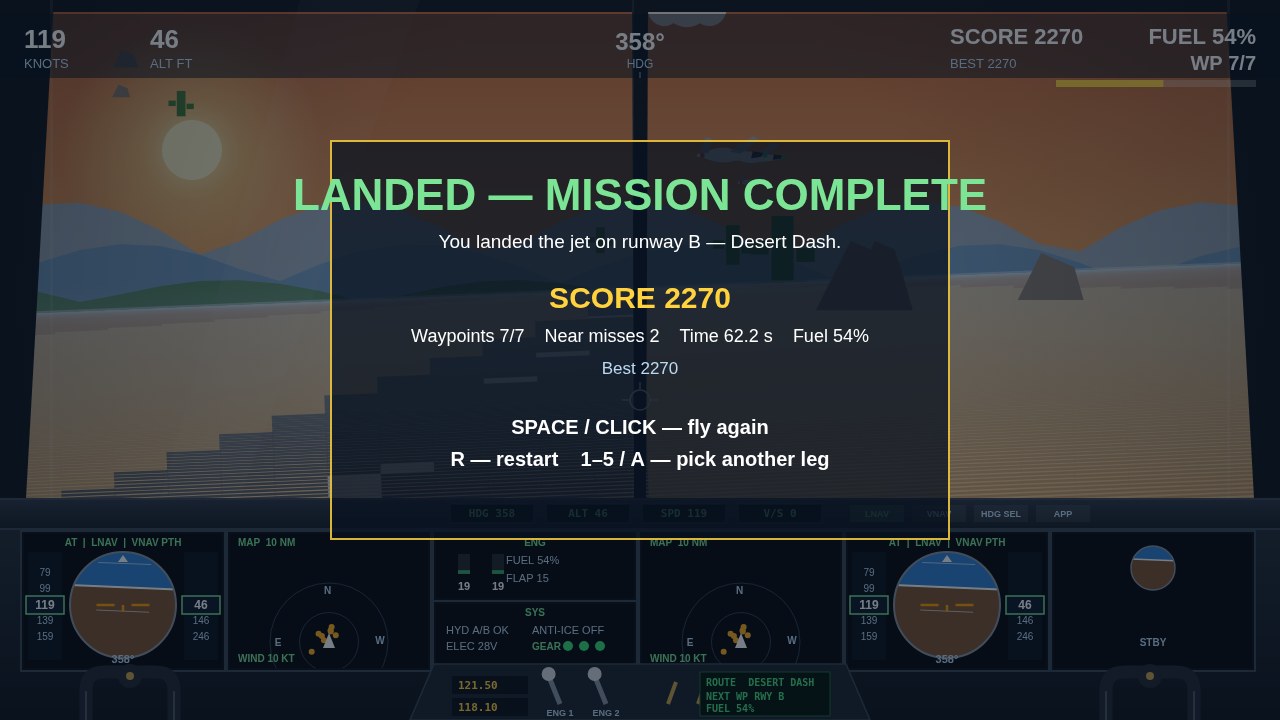 119
KNOTS
46
ALT FT
358°
HDG
SCORE 2270
BEST 2270
FUEL 54%
WP 7/7
LANDED — MISSION COMPLETE
You landed the jet on runway B — Desert Dash.
SCORE 2270
Waypoints 7/7 Near misses 2 Time 62.2 s Fuel 54%
Best 2270
SPACE / CLICK — fly again
R — restart 1–5 / A — pick another leg
HDG 358 ALT 46 SPD 119 V/S 0 LNAV VNAV HDG SEL APP
AT | LNAV | VNAV PTH
79
99
119
139
159
46
146
246
358°
MAP 10 NM
N
E
W
WIND 10 KT
ENG
19
19
FUEL 54%
FLAP 15
SYS
HYD A/B OK ANTI-ICE OFF
ELEC 28V GEAR
MAP 10 NM
N
E
W
WIND 10 KT
AT | LNAV | VNAV PTH
79
99
119
139
159
46
146
246
358°
STBY
121.50
118.10
ENG 1 ENG 2
ROUTE DESERT DASH
NEXT WP RWY B
FUEL 54%